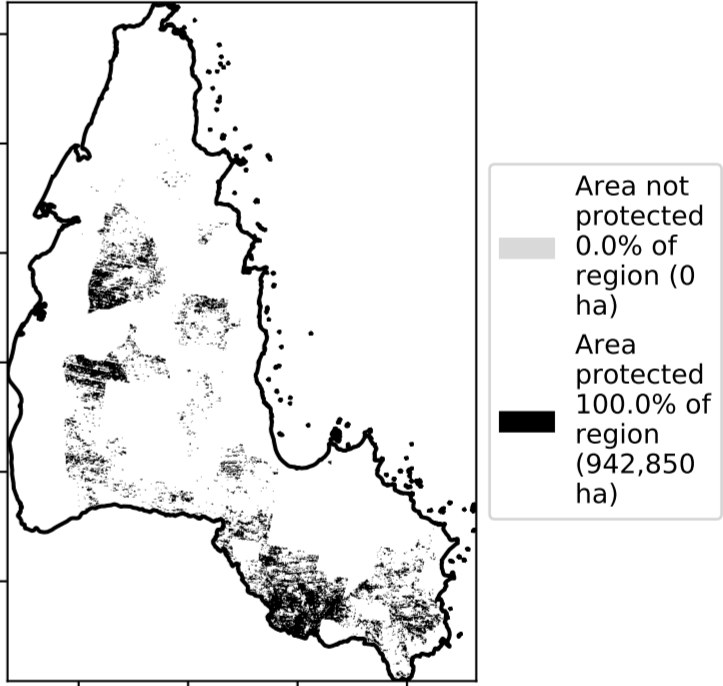 Area not
protected
0.0% of
region (0
ha)
Area
protected
100.0% of
region
(942,850
ha)